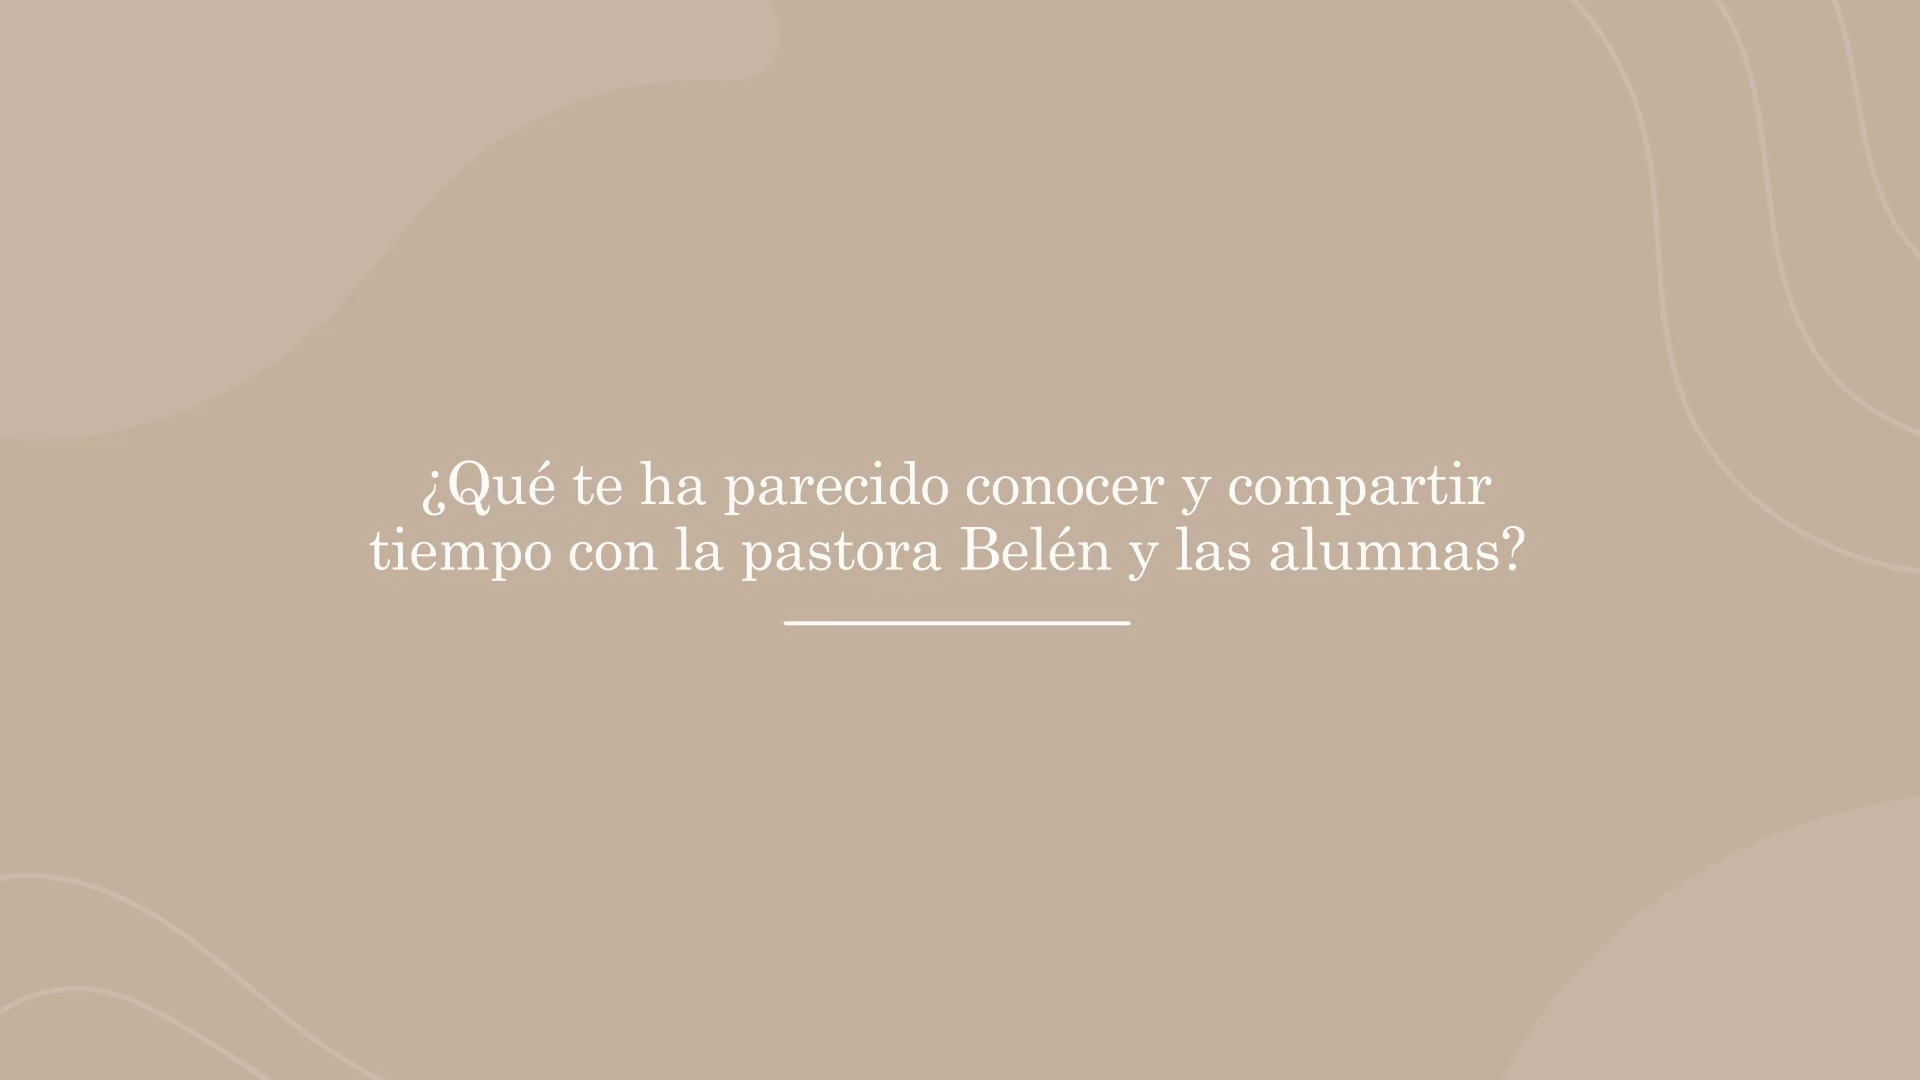 ¿Qué te ha parecido conocer y compartir
tiempo con la pastora Belén y las alumnas?